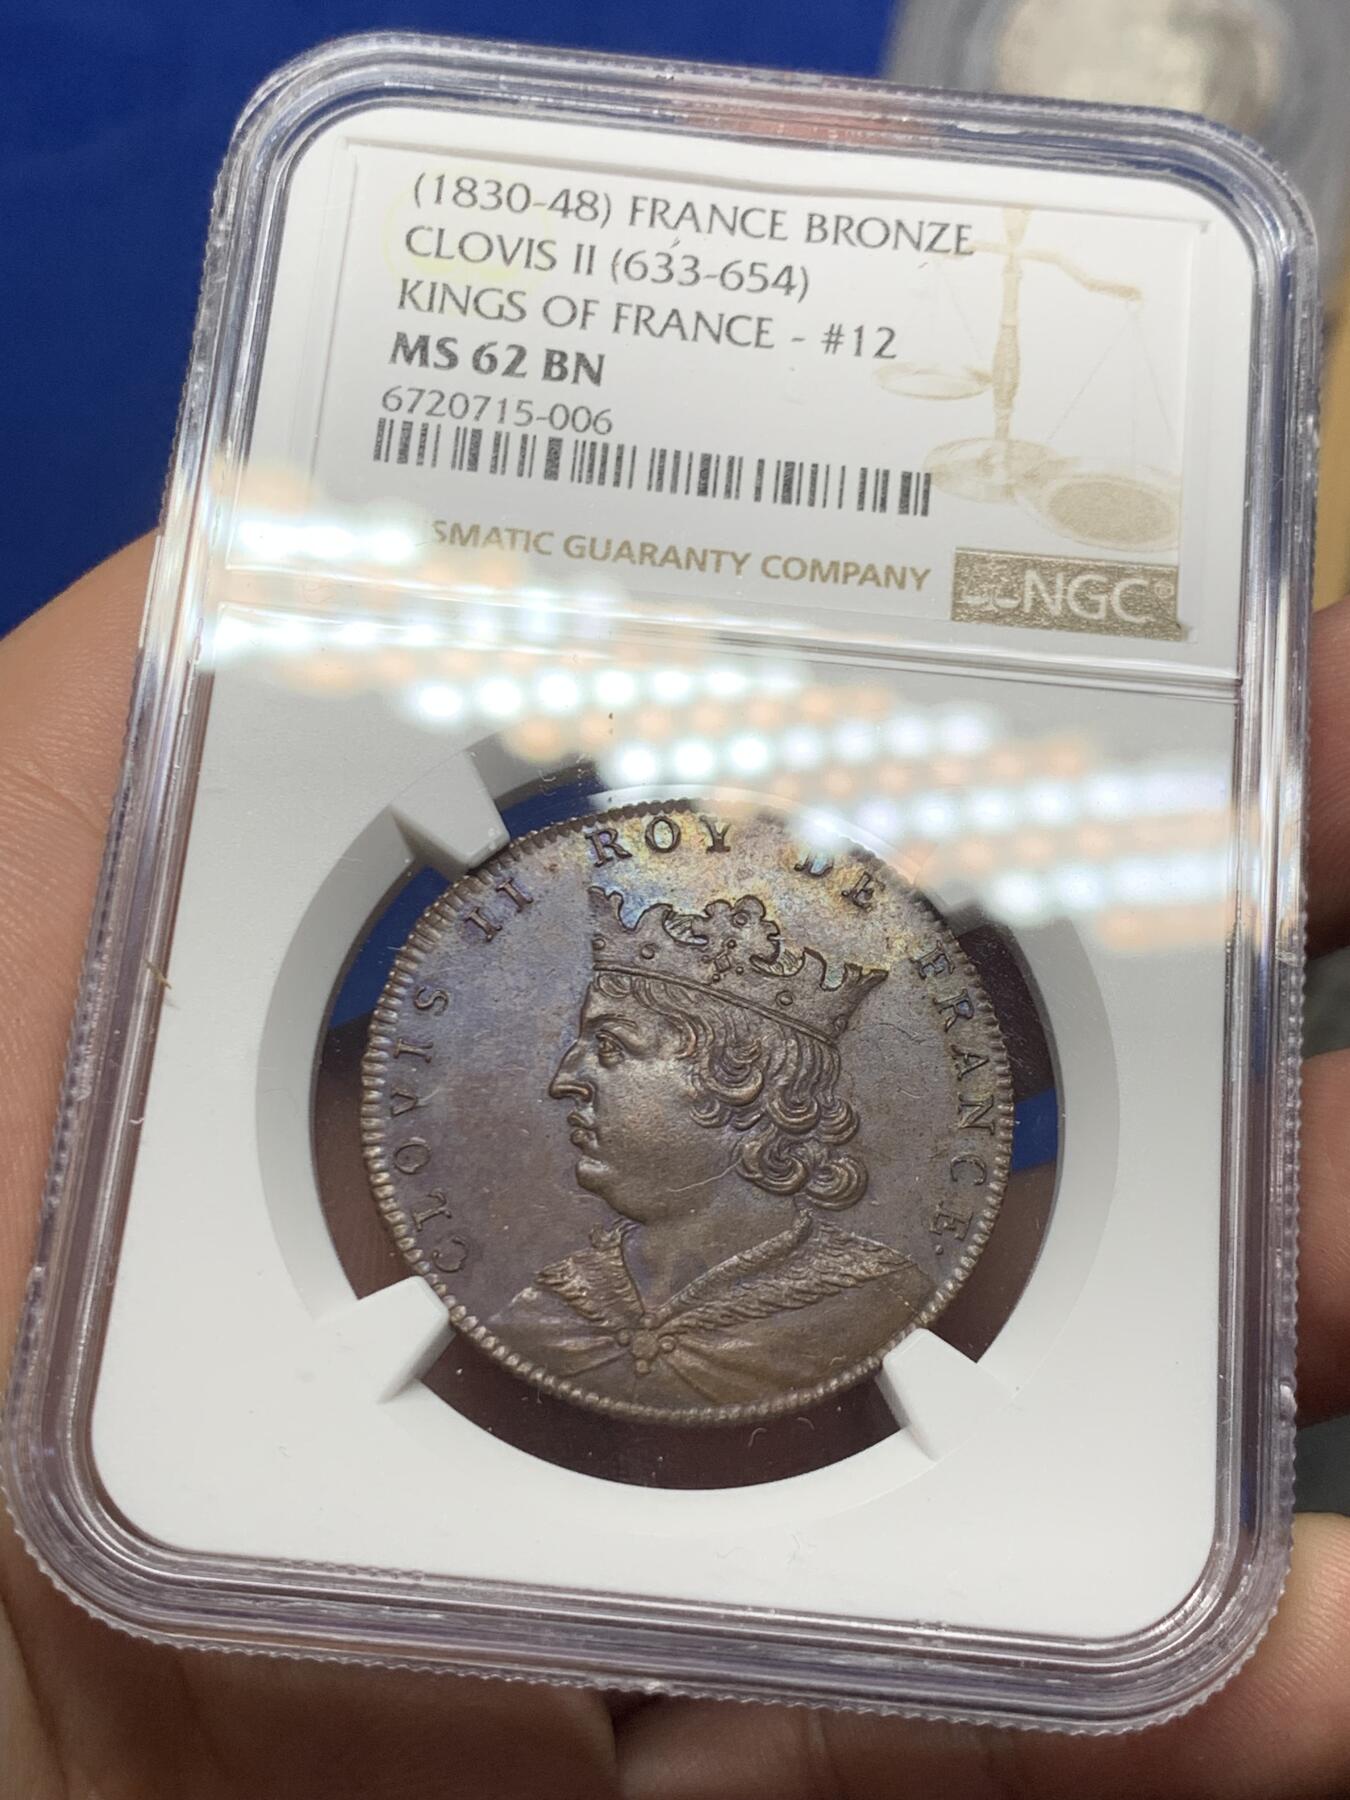 (1830-48) FRANCE BRONZE
CLOVIS II (633-654)
KINGS OF FRANCE - #12
MS 62 BN
6720715-006
SMATIC GUARANTY COMPANY
NGC
CLOVIS II ROY DE FRANCE.